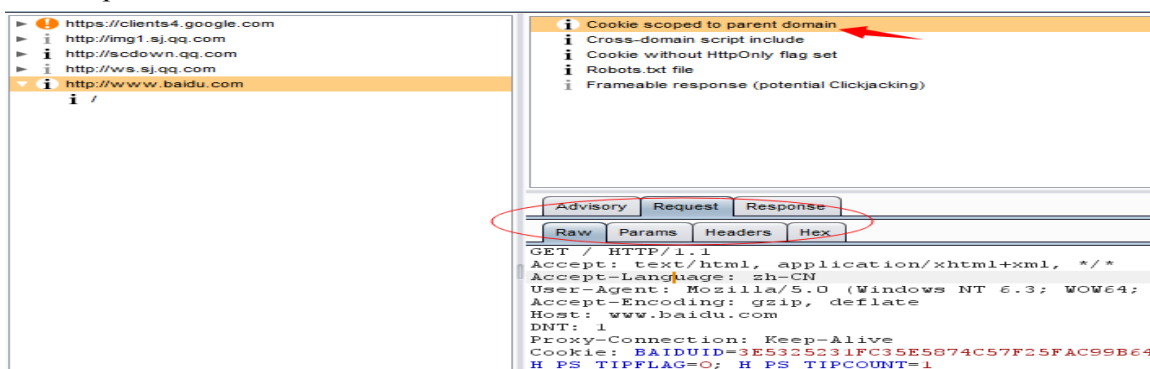 https://clients4.google.com
http://img1.sj.qq.com
http://scdown.qq.com
http://ws.sj.qq.com
http://www.baidu.com
/
Cookie scoped to parent domain
Cross-domain script include
Cookie without HttpOnly flag set
Robots.txt file
Frameable response (potential Clickjacking)
Advisory Request Response
Raw Params Headers Hex
GET / HTTP/1.1
Accept: text/html, application/xhtml+xml, */*
Accept-Language: zh-CN
User-Agent: Mozilla/5.0 (Windows NT 6.3; WOW64;
Accept-Encoding: gzip, deflate
Host: www.baidu.com
DNT: 1
Proxy-Connection: Keep-Alive
Cookie: BAIDUID=3E5325231FC35E5874C57F25FAC99B64
H_PS_TIPFLAG=O; H_PS_TIPCOUNT=1